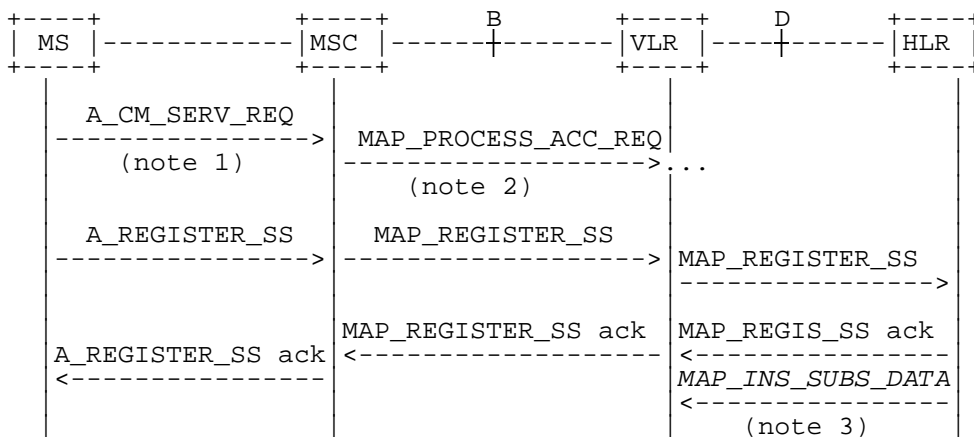 B D
MS MSC VLR HLR
A_CM_SERV_REQ
MAP_PROCESS_ACC_REQ
(note 1)
...
(note 2)
A_REGISTER_SS MAP_REGISTER_SS
MAP_REGISTER_SS
MAP_REGISTER_SS ack MAP_REGIS_SS ack
A_REGISTER_SS ack
MAP_INS_SUBS_DATA
(note 3)